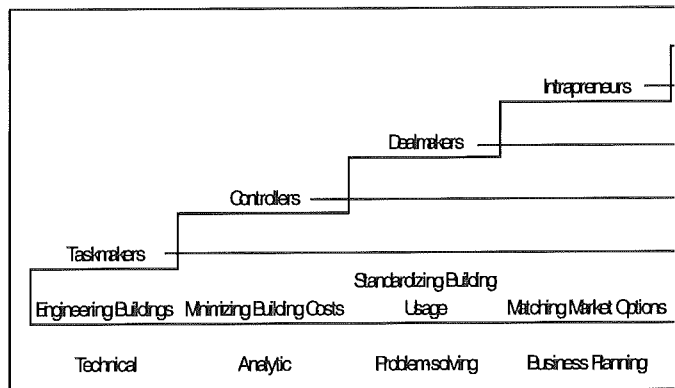 Intrapreneurs
Dealmakers
Controllers
Taskmakers
Standardizing Building
Engineering Buildings Minimizing Building Costs Usage Matching Market Options
Technical Analytic Problem-solving Business Planning